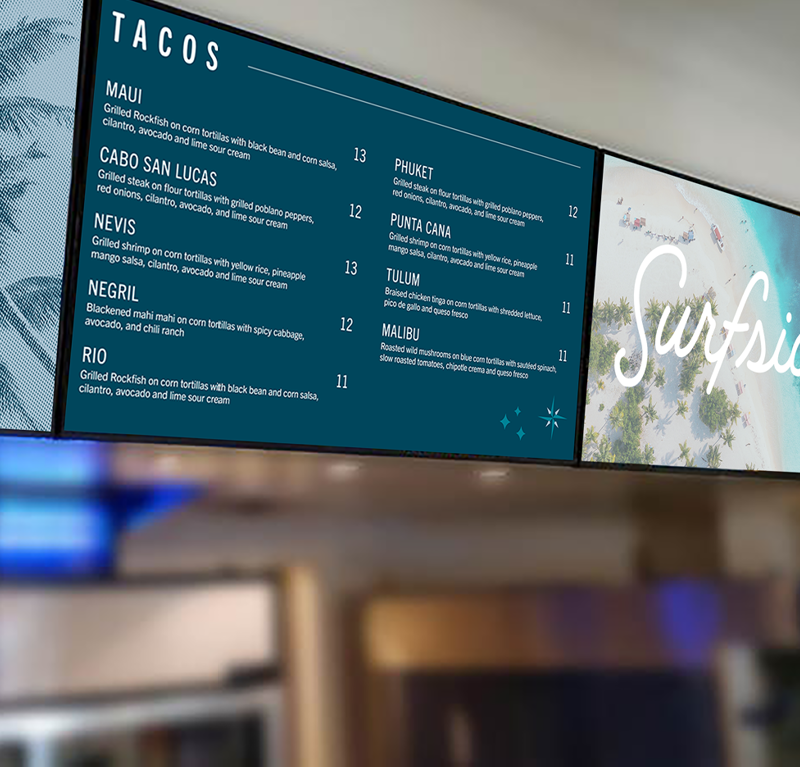 TACOS
MAUI
Grilled Rockfish on corn tortillas with black bean and corn salsa,
cilantro, avocado and lime sour cream
13
CABO SAN LUCAS
Grilled steak on flour tortillas with grilled poblano peppers,
red onions, cilantro, avocado, and lime sour cream
12
NEVIS
Grilled shrimp on corn tortillas with yellow rice, pineapple
mango salsa, cilantro, avocado and lime sour cream
13
NEGRIL
Blackened mahi mahi on corn tortillas with spicy cabbage,
avocado, and chili ranch
12
RIO
Grilled Rockfish on corn tortillas with black bean and corn salsa,
cilantro, avocado and lime sour cream
11
PHUKET
Grilled steak on flour tortillas with grilled poblano peppers,
red onions, cilantro, avocado, and lime sour cream
12
PUNTA CANA
Grilled shrimp on corn tortillas with yellow rice, pineapple
mango salsa, cilantro, avocado and lime sour cream
11
TULUM
Braised chicken tinga on corn tortillas with shredded lettuce,
pico de gallo and queso fresco
11
MALIBU
Roasted wild mushrooms on blue corn tortillas with sautéed spinach,
slow roasted tomatoes, chipotle crema and queso fresco
11
Surfsid